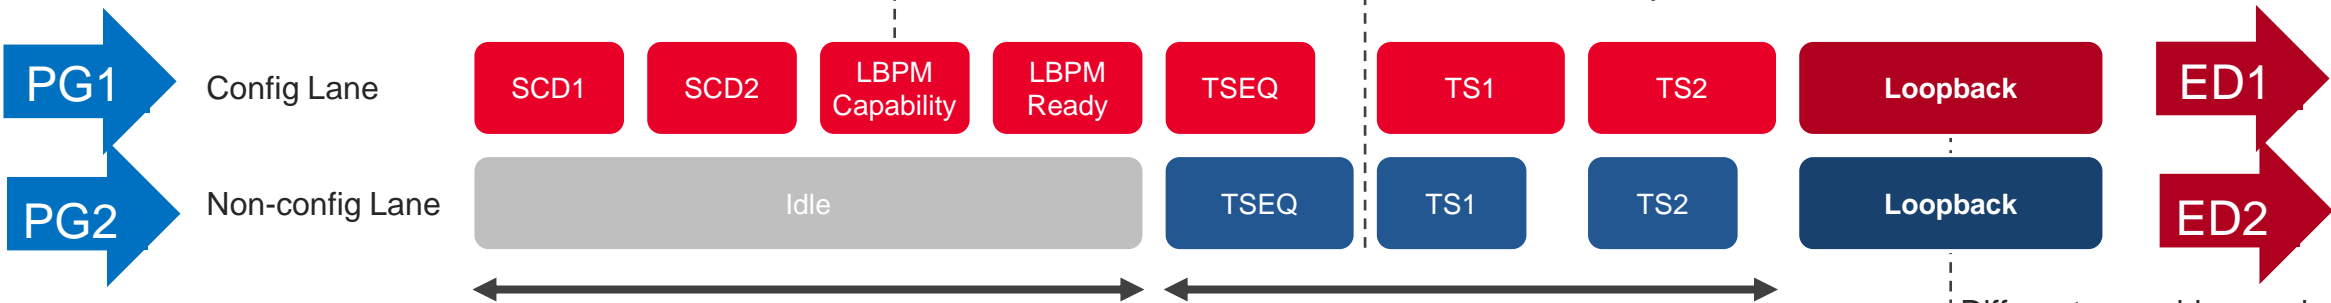 PG1
Config Lane
SCD1
SCD2
LBPM
Capability
LBPM
Ready
TSEQ
TS1
TS2
Loopback
ED1
PG2
Non-config Lane
Idle
TSEQ
TS1
TS2
Loopback
ED2